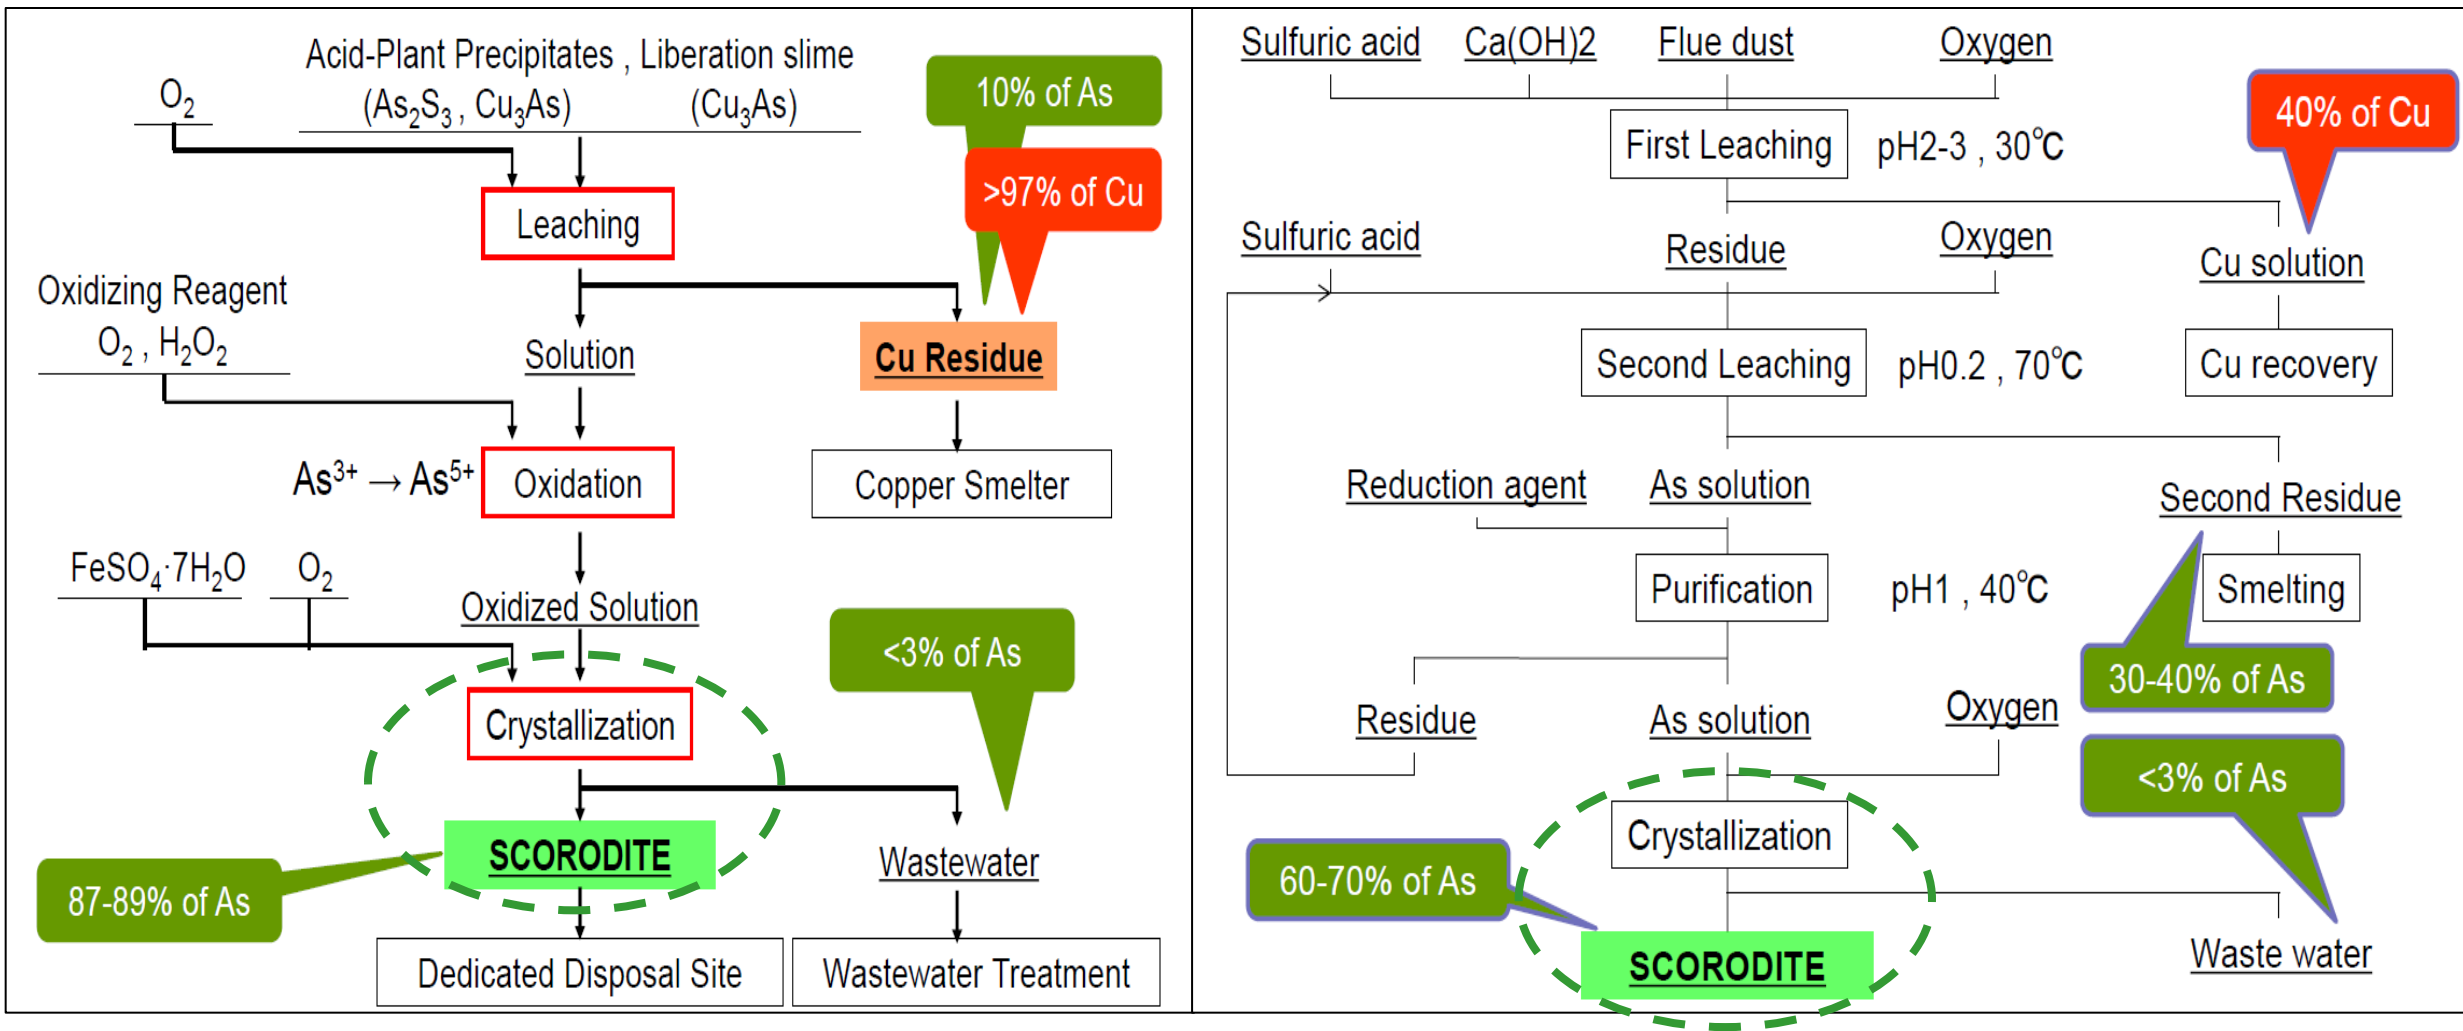 Acid-Plant Precipitates , Liberation slime
(As₂S₃ , Cu₃As)
(Cu₃As)
O₂
10% of As
>97% of Cu
Leaching
Oxidizing Reagent
O₂ , H₂O₂
Solution
Cu Residue
As³⁺ → As⁵⁺
Oxidation
Copper Smelter
FeSO₄·7H₂O
O₂
Oxidized Solution
<3% of As
Crystallization
SCORODITE
87-89% of As
Wastewater
Dedicated Disposal Site
Wastewater Treatment
Sulfuric acid
Ca(OH)2
Flue dust
Oxygen
First Leaching
pH2-3 , 30℃
40% of Cu
Sulfuric acid
Residue
Oxygen
Cu solution
Second Leaching
pH0.2 , 70℃
Cu recovery
Reduction agent
As solution
Second Residue
Purification
pH1 , 40℃
Smelting
30-40% of As
Residue
As solution
Oxygen
<3% of As
Crystallization
60-70% of As
SCORODITE
Waste water